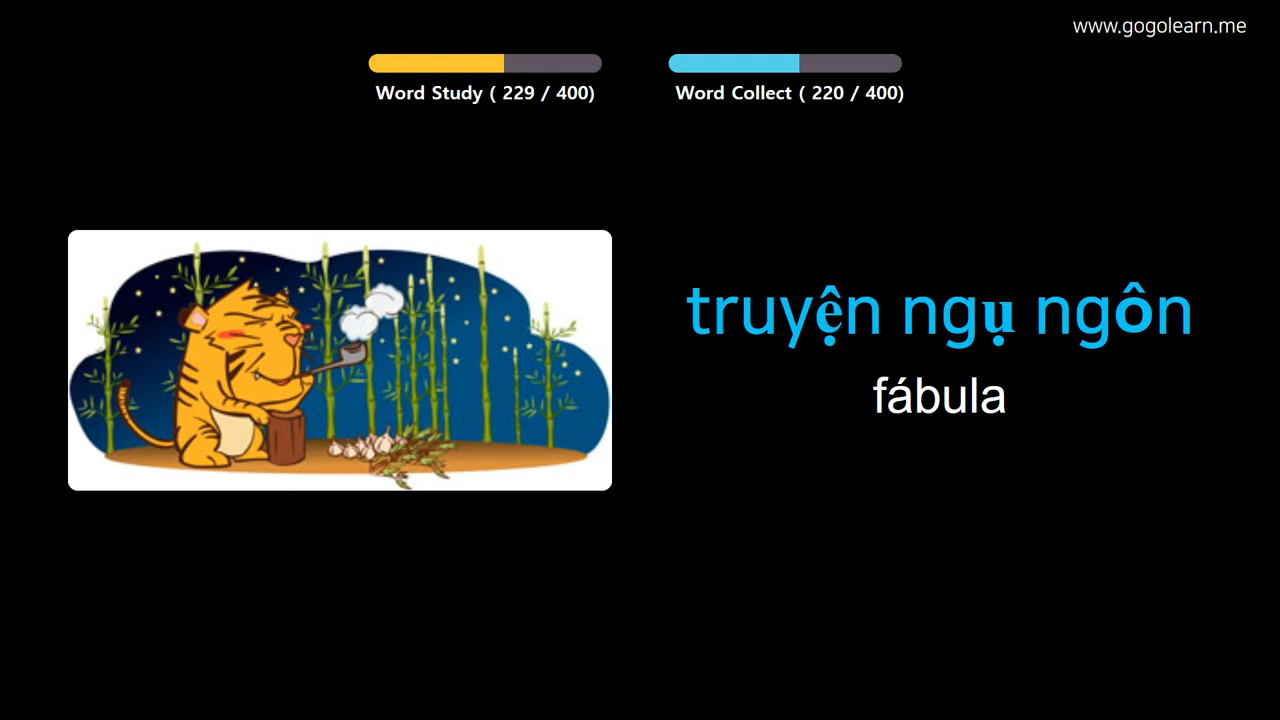 www.gogolearn.me
Word Study ( 229 / 400)
Word Collect ( 220 / 400)
truyện ngụ ngôn
fábula